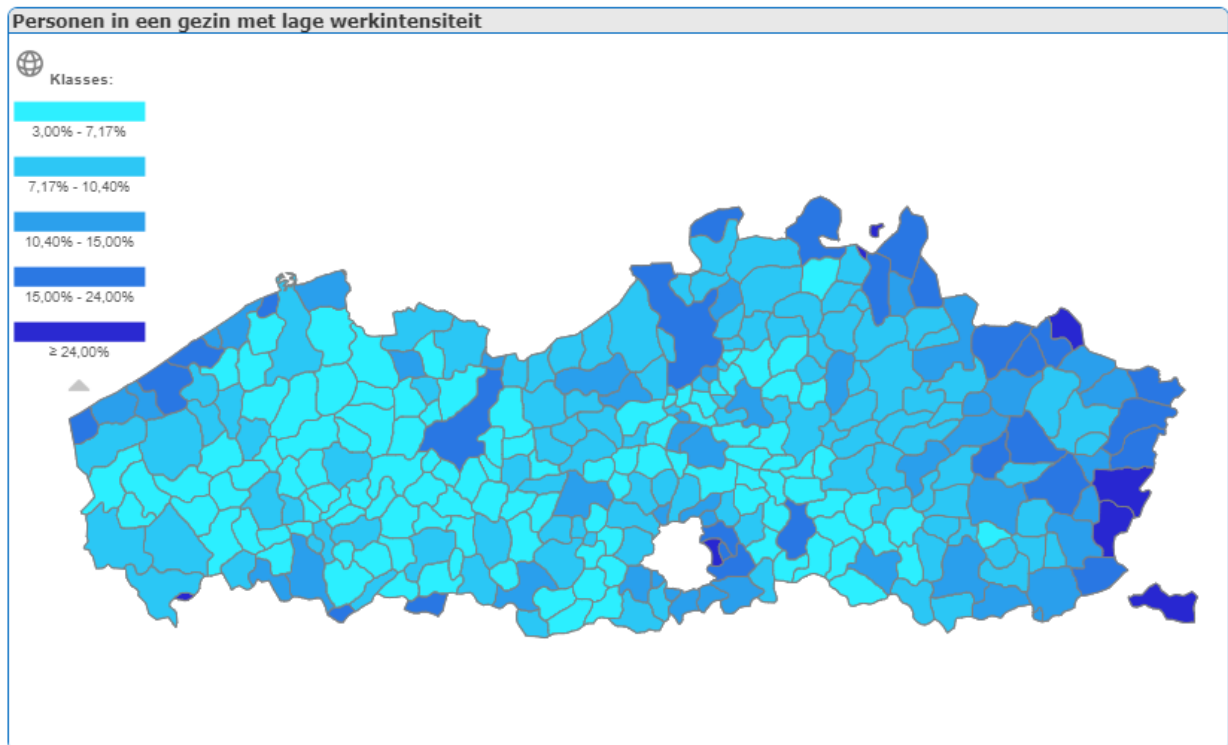 Personen in een gezin met lage werkintensiteit
Klasses:
3,00% - 7,17%
7,17% - 10,40%
10,40% - 15,00%
15,00% - 24,00%
≥ 24,00%